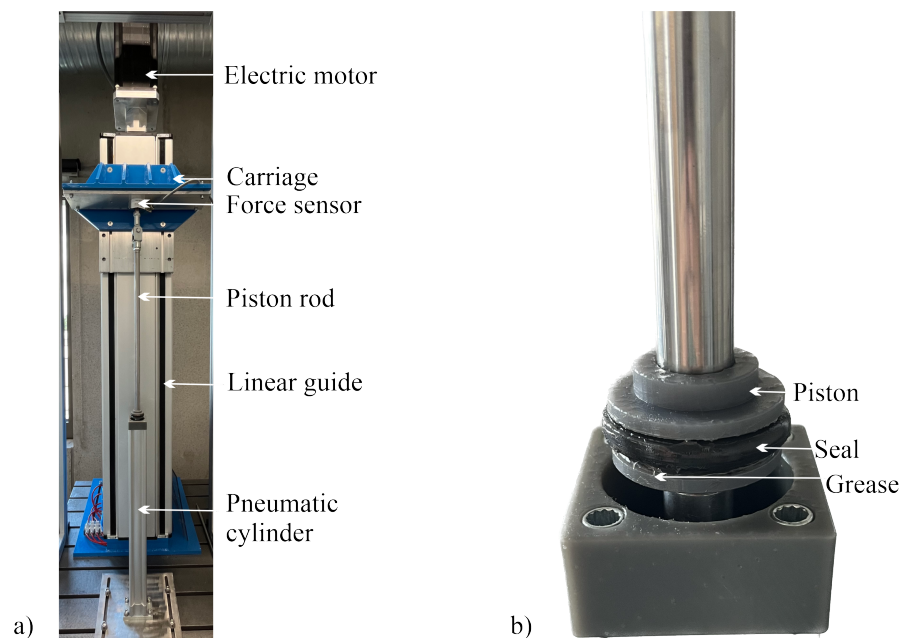 Electric motor
Carriage
Force sensor
Piston rod
Linear guide
Pneumatic
cylinder
a)
Piston
Seal
Grease
b)